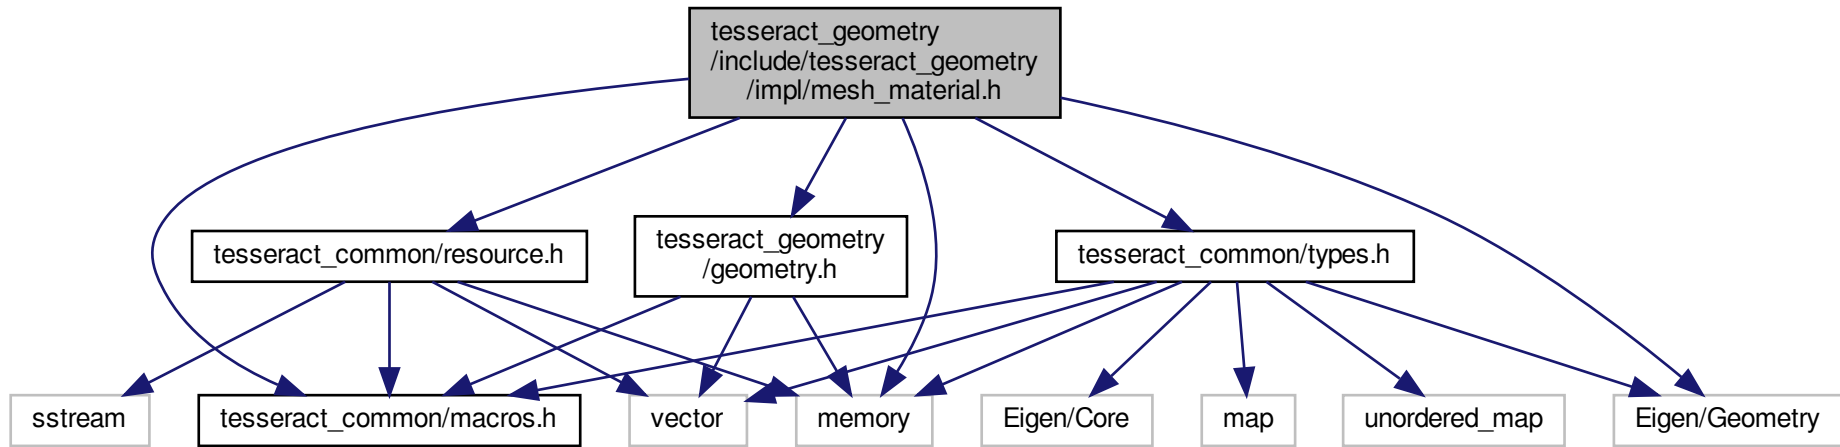 tesseract_geometry
/include/tesseract_geometry
/impl/mesh_material.h
tesseract_common/resource.h
tesseract_geometry
/geometry.h
tesseract_common/types.h
sstream
tesseract_common/macros.h
vector
memory
Eigen/Core
map
unordered_map
Eigen/Geometry